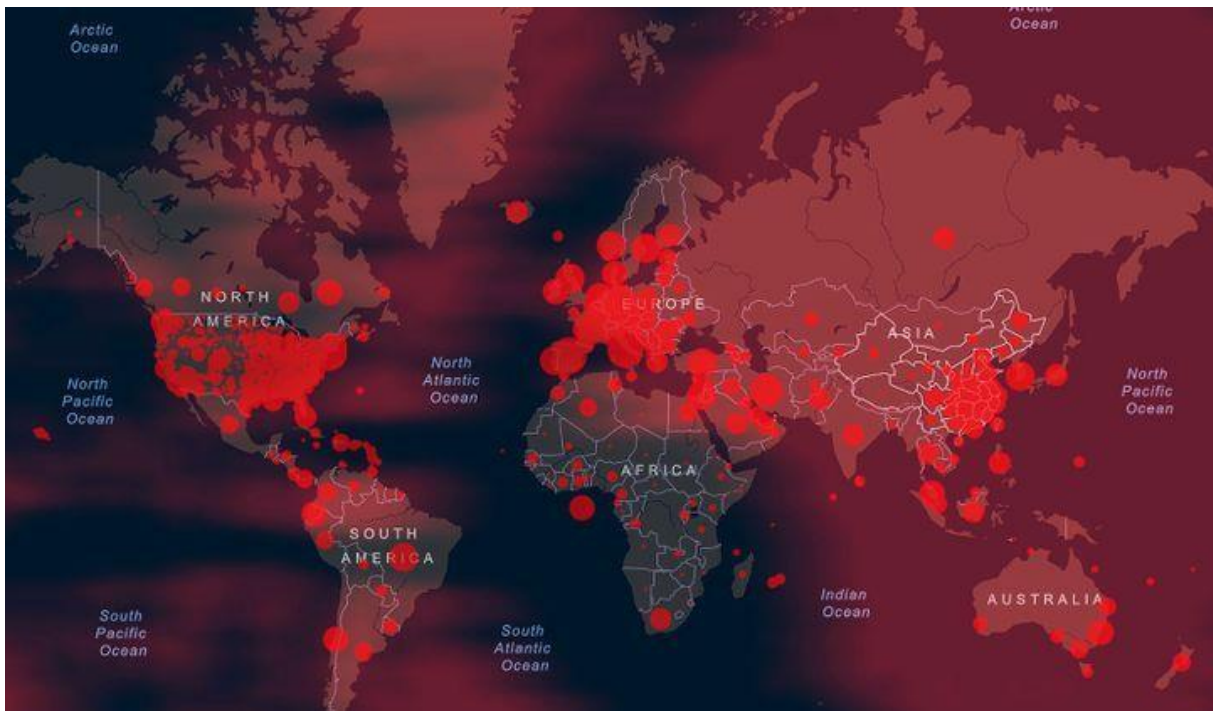 Arctic
Ocean
Arctic
Ocean
NORTH
AMERICA
EUROPE
ASIA
North
Pacific
Ocean
North
Atlantic
Ocean
North
Pacific
Ocean
AFRICA
SOUTH
AMERICA
Indian
Ocean
AUSTRALIA
South
Pacific
Ocean
South
Atlantic
Ocean